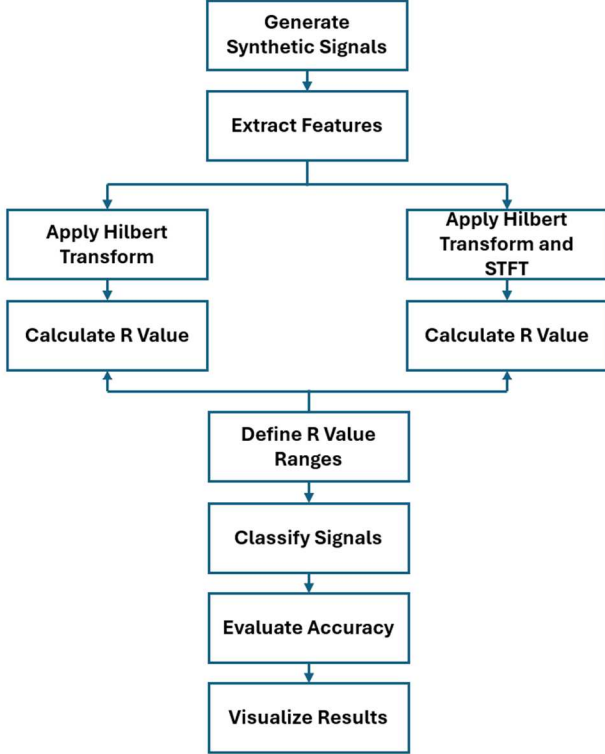 Generate
Synthetic Signals
Extract Features
Apply Hilbert
Transform
Apply Hilbert
Transform and
STFT
Calculate R Value
Calculate R Value
Define R Value
Ranges
Classify Signals
Evaluate Accuracy
Visualize Results